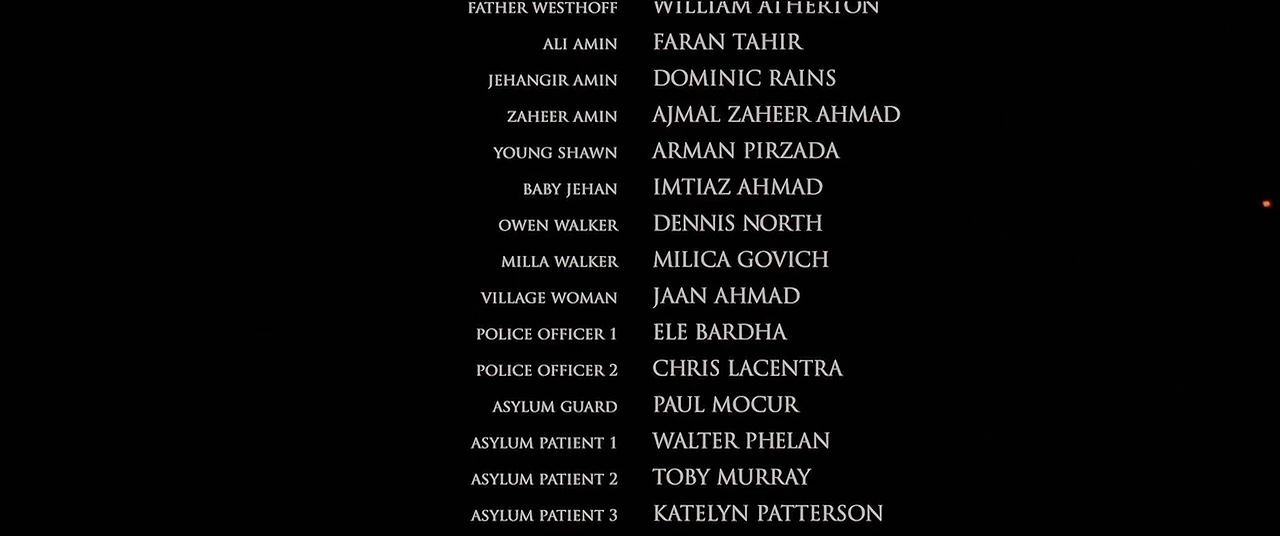 FATHER WESTHOFF WILLIAM ATHERTON
ALI AMIN FARAN TAHIR
JEHANGIR AMIN DOMINIC RAINS
ZAHEER AMIN AJMAL ZAHEER AHMAD
YOUNG SHAWN ARMAN PIRZADA
BABY JEHAN IMTIAZ AHMAD
OWEN WALKER DENNIS NORTH
MILLA WALKER MILICA GOVICH
VILLAGE WOMAN JAAN AHMAD
POLICE OFFICER 1 ELE BARDHA
POLICE OFFICER 2 CHRIS LACENTRA
ASYLUM GUARD PAUL MOCUR
ASYLUM PATIENT 1 WALTER PHELAN
ASYLUM PATIENT 2 TOBY MURRAY
ASYLUM PATIENT 3 KATELYN PATTERSON